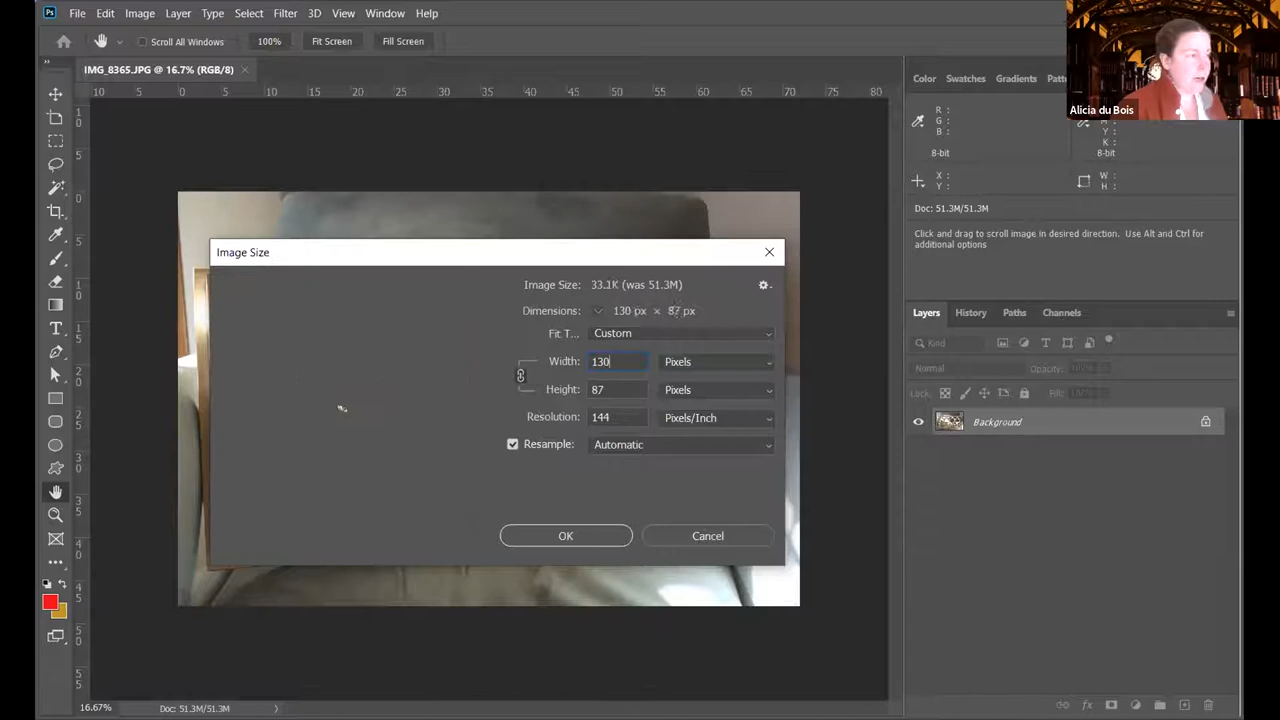 Ps File Edit Image Layer Type Select Filter 3D View Window Help
Scroll All Windows 100% Fit Screen Fill Screen
IMG_8365.JPG @ 16.7% (RGB/8)
10 0 5 10 15 20 25 30 35 40 45 50 55 60 65 70 75 80
Color Swatches Gradients
Alicia du Bois
R :
G :
B :
Y :
K :
8-bit 8-bit
X :
Y :
W :
H :
Doc: 51.3M/51.3M
Click and drag to scroll image in desired direction. Use Alt and Ctrl for
additional options
Image Size
Image Size: 33.1K (was 51.3M)
Dimensions: 130 px × 87 px
Fit T... Custom
Width: 130 Pixels
Height: 87 Pixels
Resolution: 144 Pixels/Inch
Resample: Automatic
OK Cancel
Layers History Paths Channels
Kind
Normal Opacity: 100%
Lock: Fill: 100%
Background
fx
16.67% Doc: 51.3M/51.3M